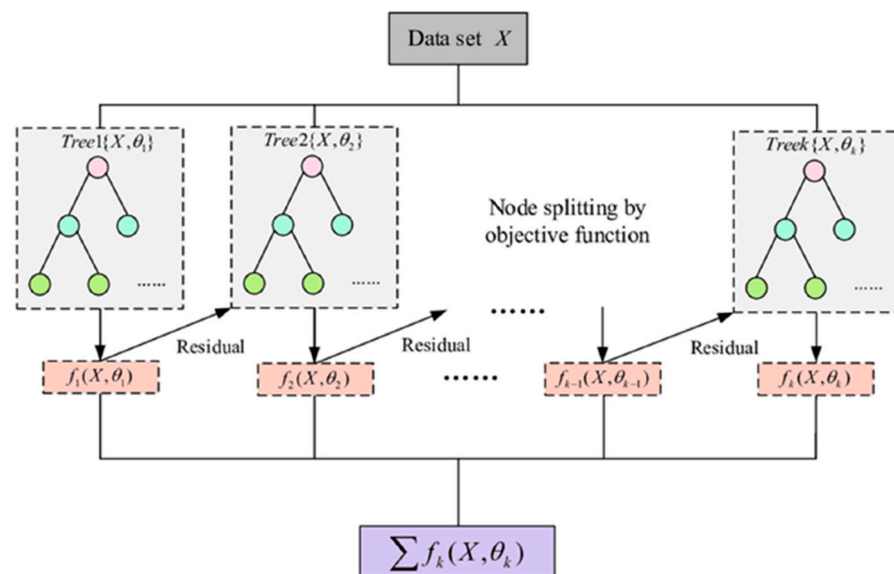 Data set X
Tree1{X,θ₁}
Tree2{X,θ₂}
Treek{X,θₖ}
Node splitting by
objective function
......
......
......
......
Residual
Residual
Residual
f₁(X,θ₁)
f₂(X,θ₂)
......
fₖ₋₁(X,θₖ₋₁)
fₖ(X,θₖ)
∑fₖ(X,θₖ)